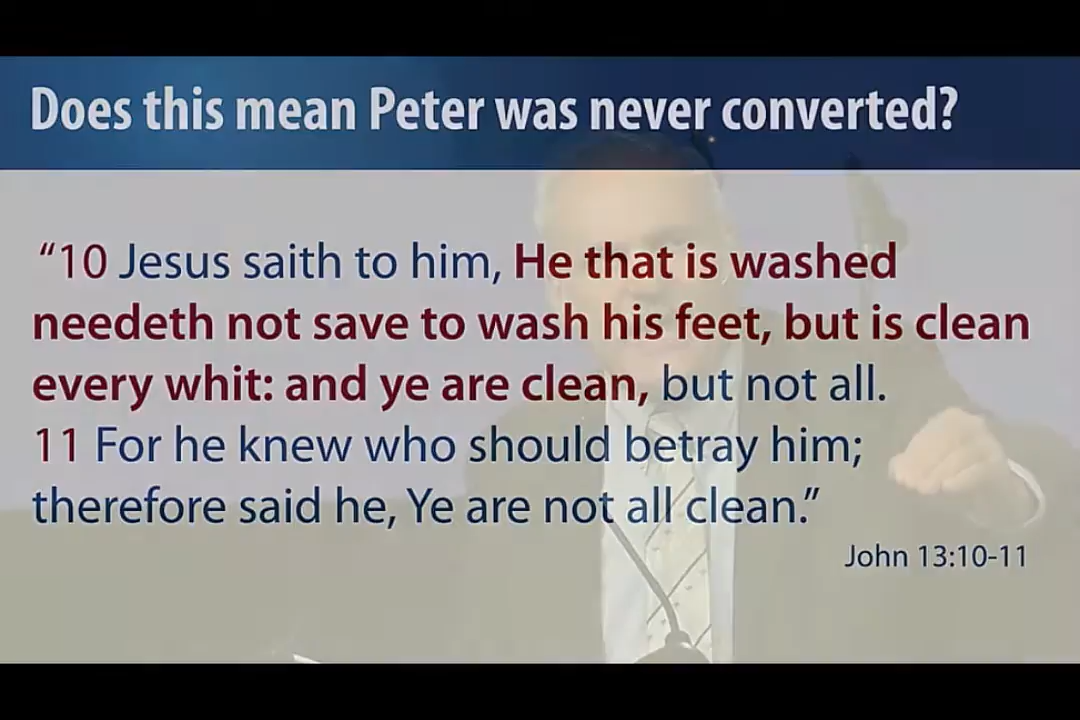 Does this mean Peter was never converted?
“10 Jesus saith to him, He that is washed
needeth not save to wash his feet, but is clean
every whit: and ye are clean, but not all.
11 For he knew who should betray him;
therefore said he, Ye are not all clean.”
John 13:10-11